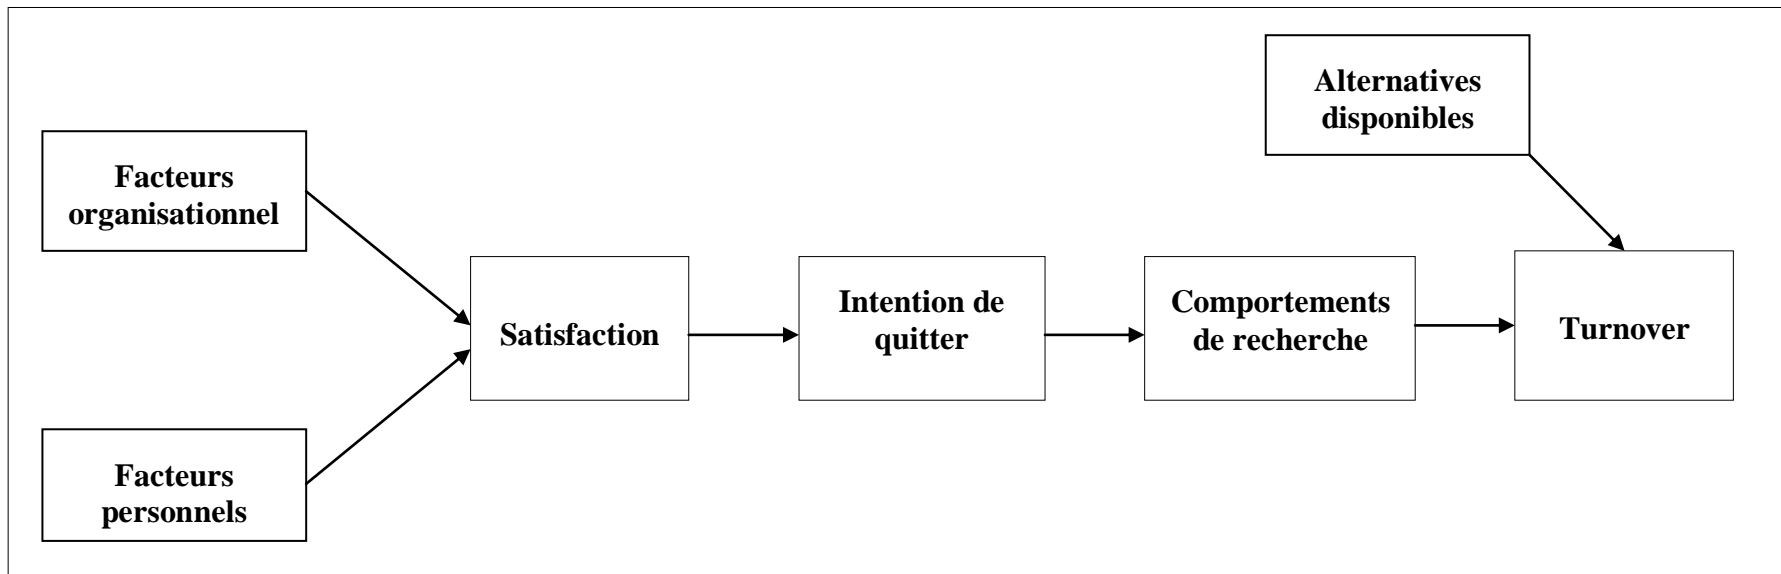 Alternatives
disponibles
Facteurs
organisationnel
Satisfaction
Intention de
quitter
Comportements
de recherche
Turnover
Facteurs
personnels